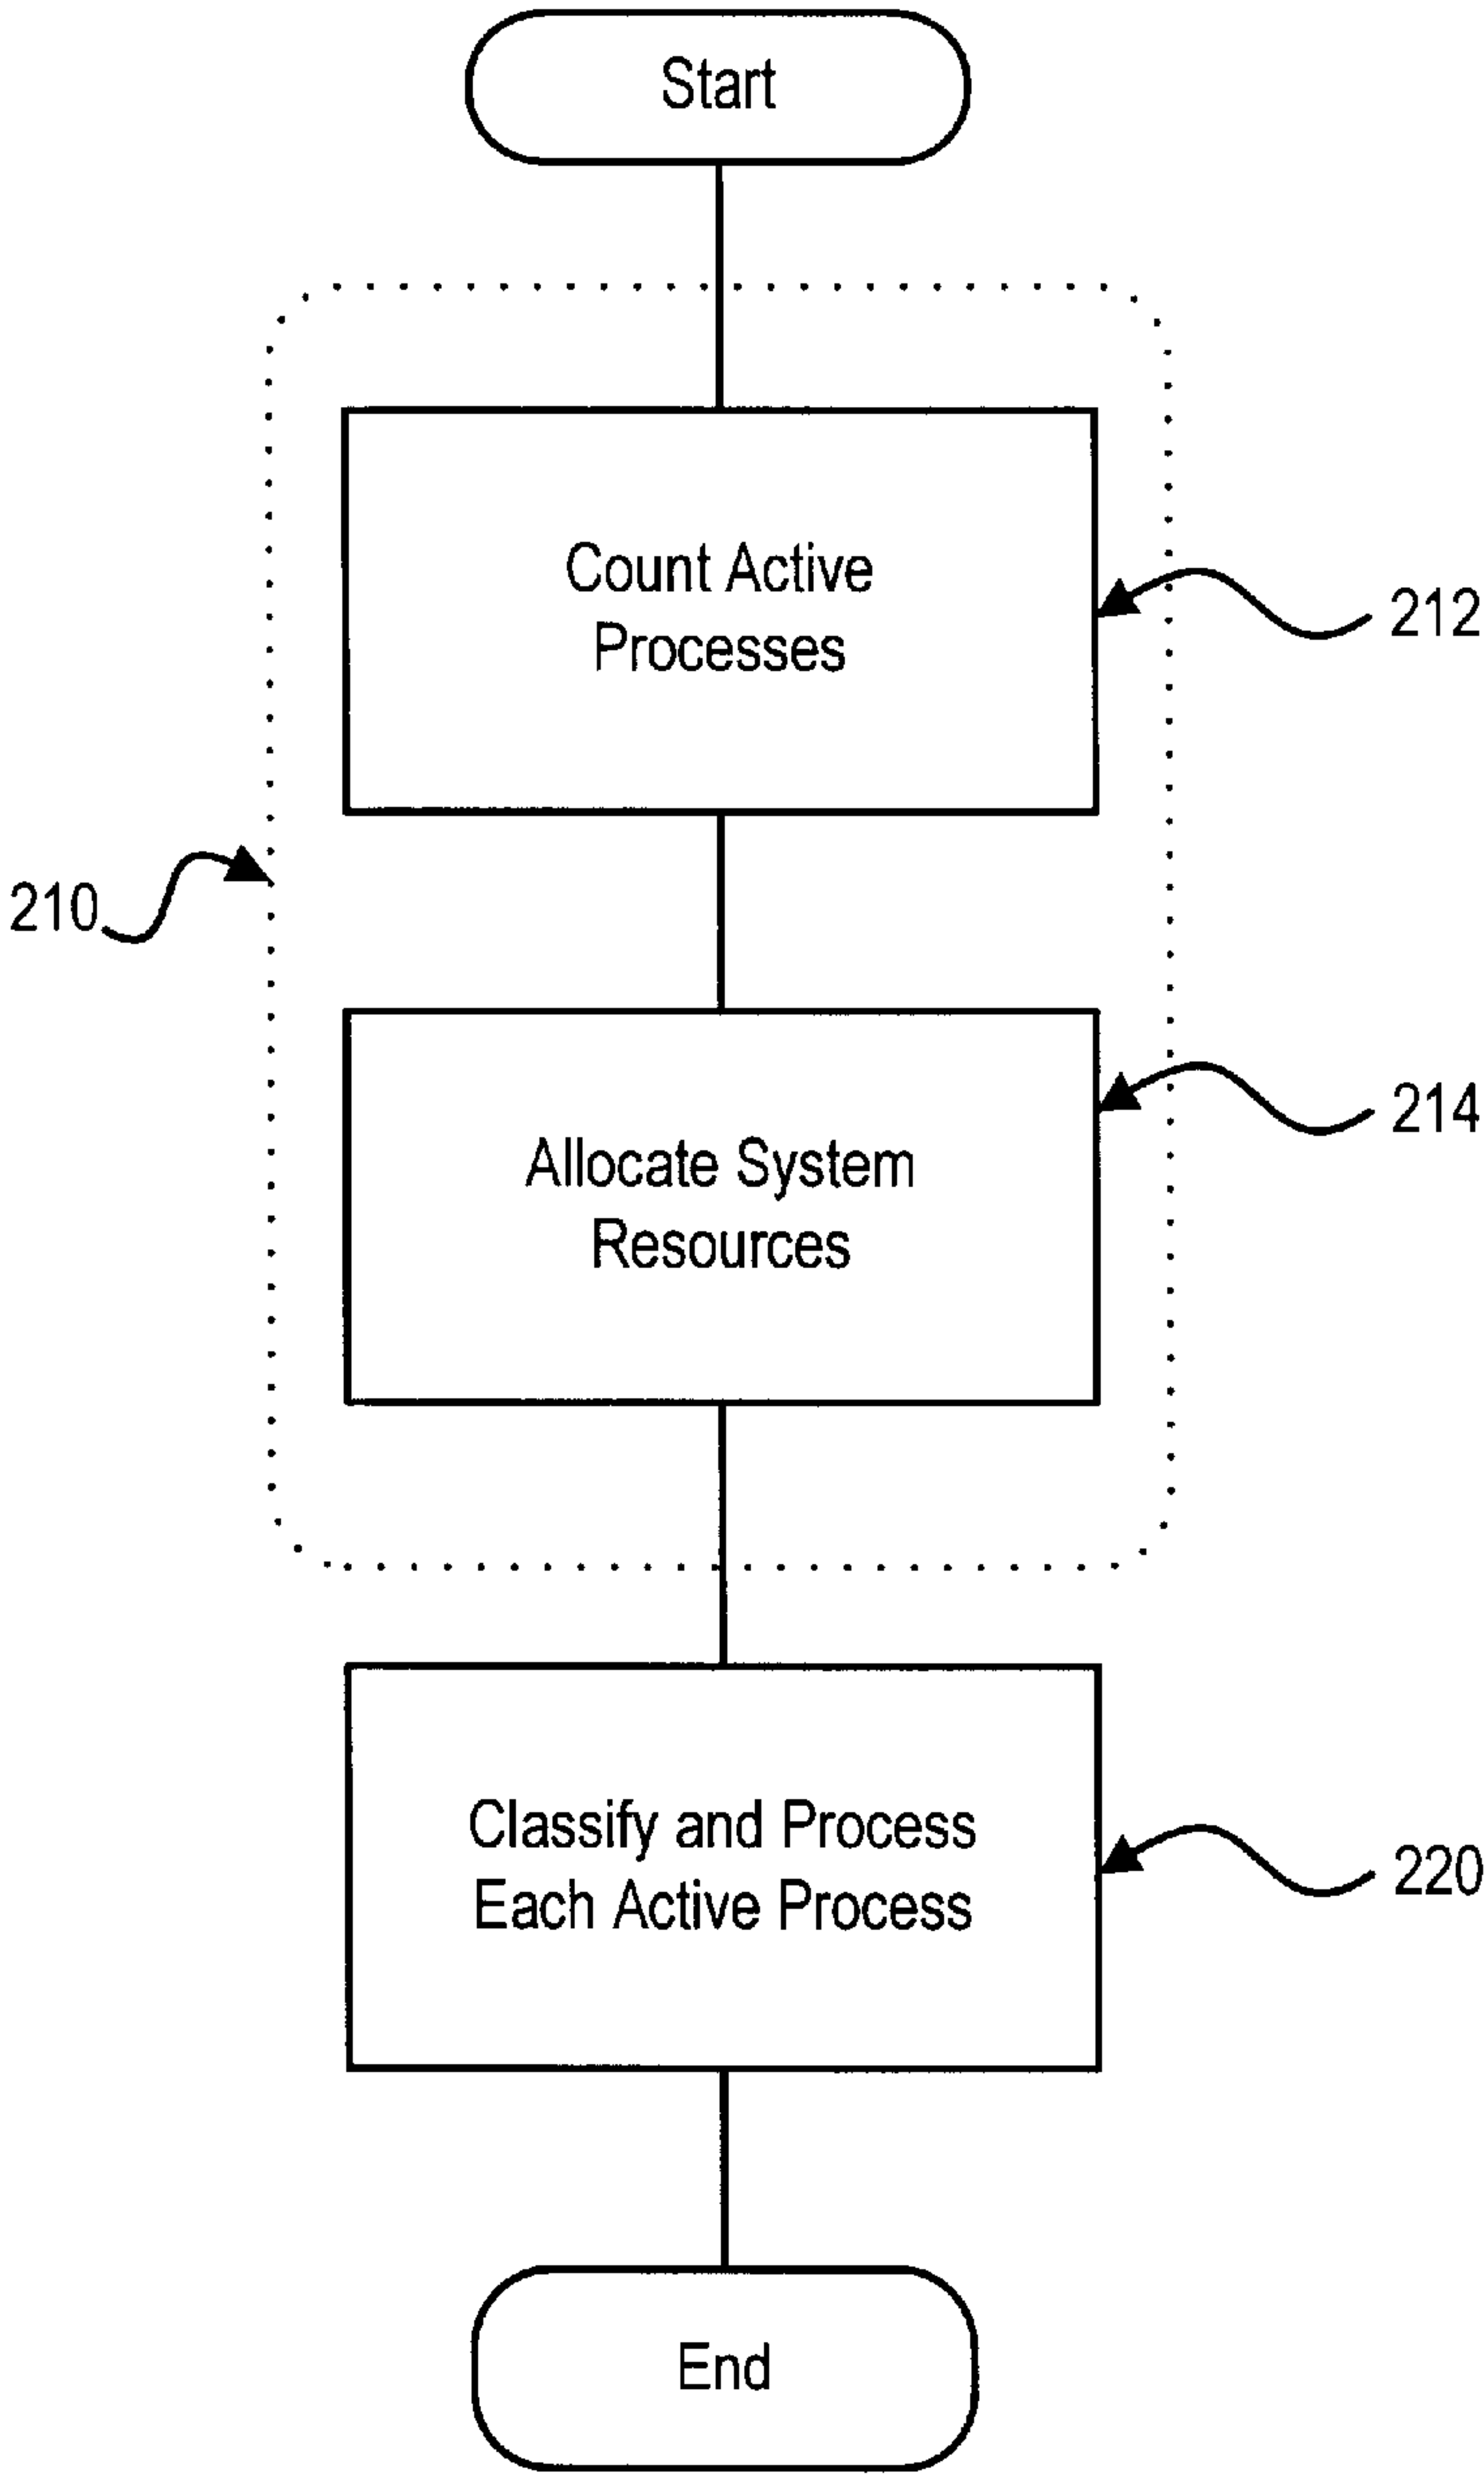 Start
Count Active
Processes
212
210
Allocate System
Resources
214
Classify and Process
Each Active Process
220
End